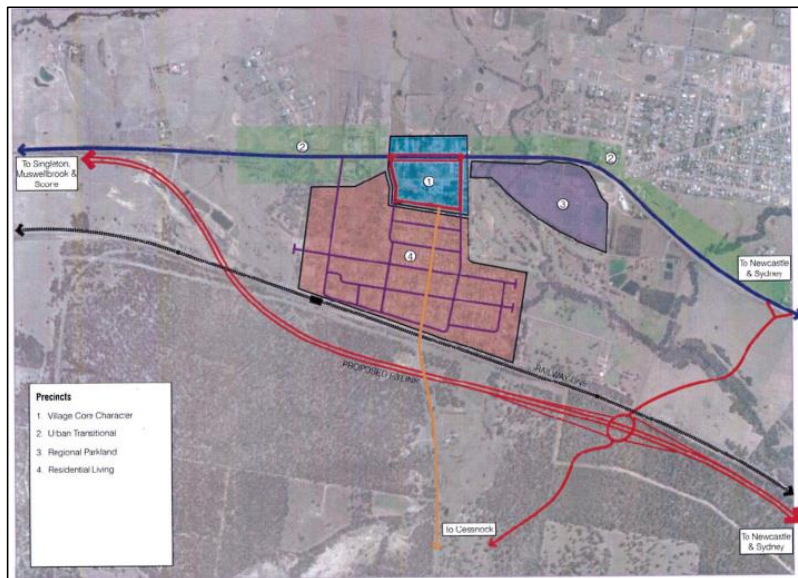 2
1
2
3
4
To Singleton,
Muswellbrook &
Scone
To Newcastle
& Sydney
RAILWAY LINE
PROPOSED F3 LINK
Precincts
1. Village Core Character
2. Urban Transitional
3. Regional Parkland
4. Residential Living
To Cessnock
To Newcastle
& Sydney